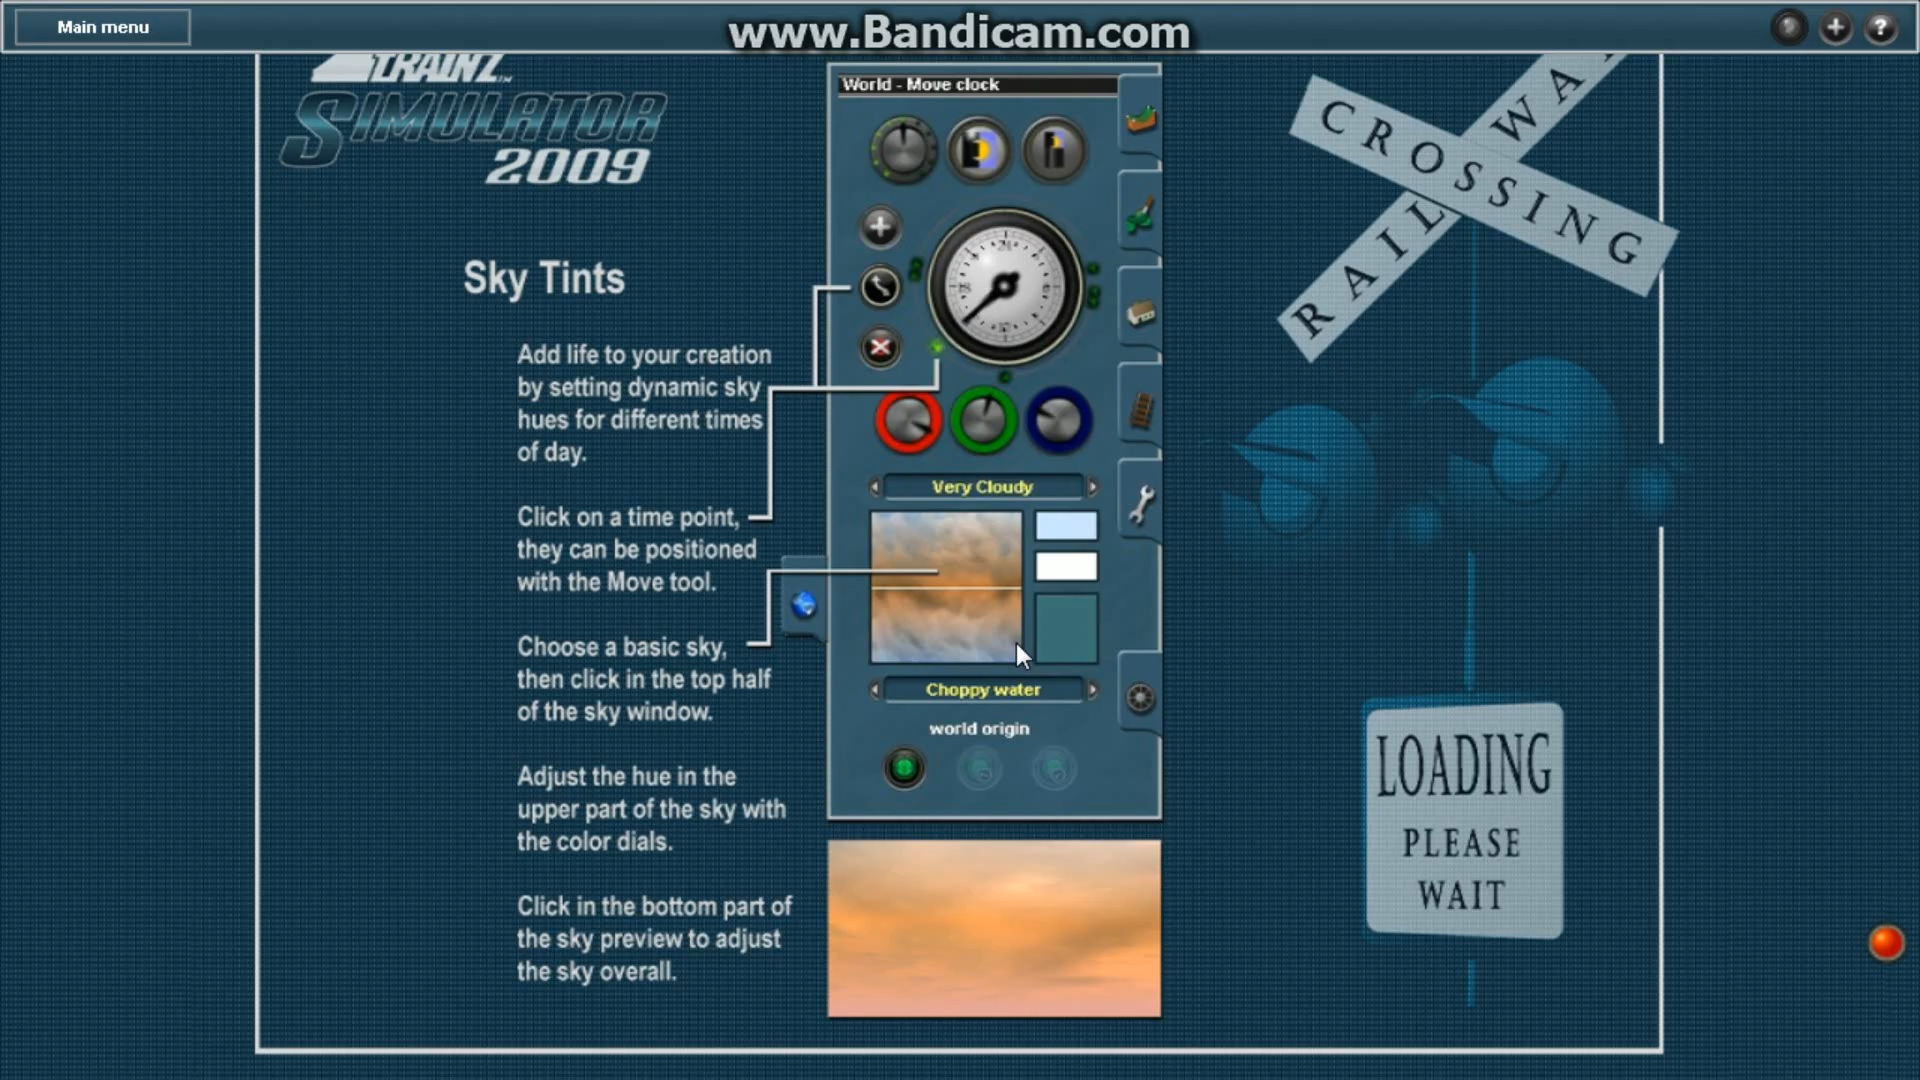 Main menu
www.Bandicam.com
TRAINZ
SIMULATOR
2009
World - Move clock
RAILWAY
CROSSING
Sky Tints
Add life to your creation
by setting dynamic sky
hues for different times
of day.
Click on a time point,
they can be positioned
with the Move tool.
Choose a basic sky,
then click in the top half
of the sky window.
Adjust the hue in the
upper part of the sky with
the color dials.
Click in the bottom part of
the sky preview to adjust
the sky overall.
Very Cloudy
Choppy water
world origin
LOADING
PLEASE
WAIT